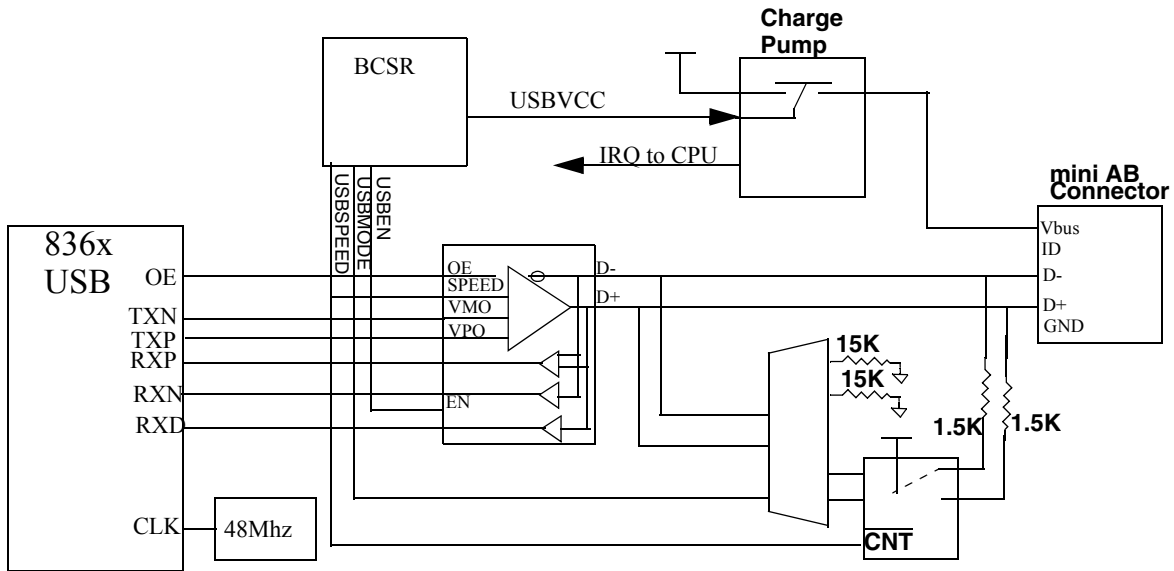 Charge
Pump
BCSR
USBVCC
IRQ to CPU
mini AB
Connector
USBSPEED
USBMODE
USBEN
Vbus
ID
D-
D+
GND
836x
USB
OE
TXN
TXP
RXP
RXN
RXD
CLK
48Mhz
OE
SPEED
VMO
VPO
EN
D-
D+
15K
15K
1.5K
1.5K
CNT